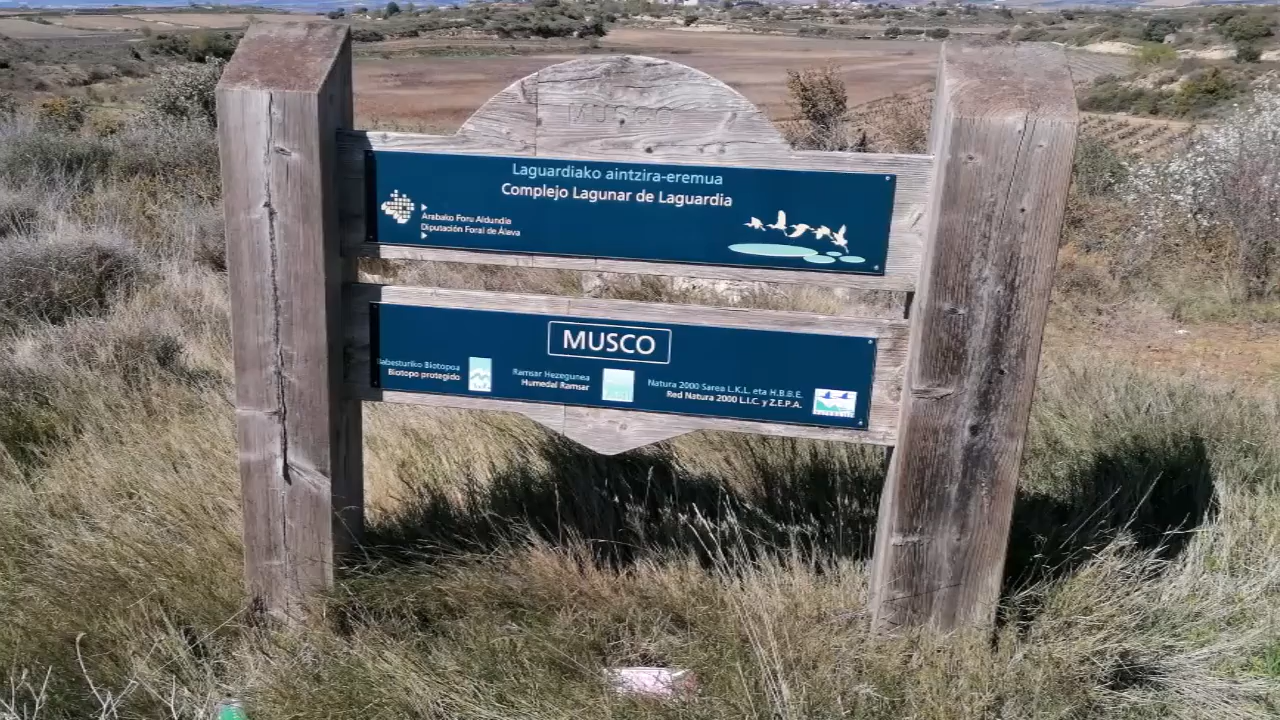 MUSCO
Laguardiako aintzira-eremua
Complejo Lagunar de Laguardia
Arabako Foru Aldundia
Diputación Foral de Álava
MUSCO
Babesturiko Biotopoa
Biotopo protegido
Ramsar Hezegunea
Humedal Ramsar
Natura 2000 Sarea L.K.L. eta H.B.B.E.
Red Natura 2000 L.I.C. y Z.E.P.A.